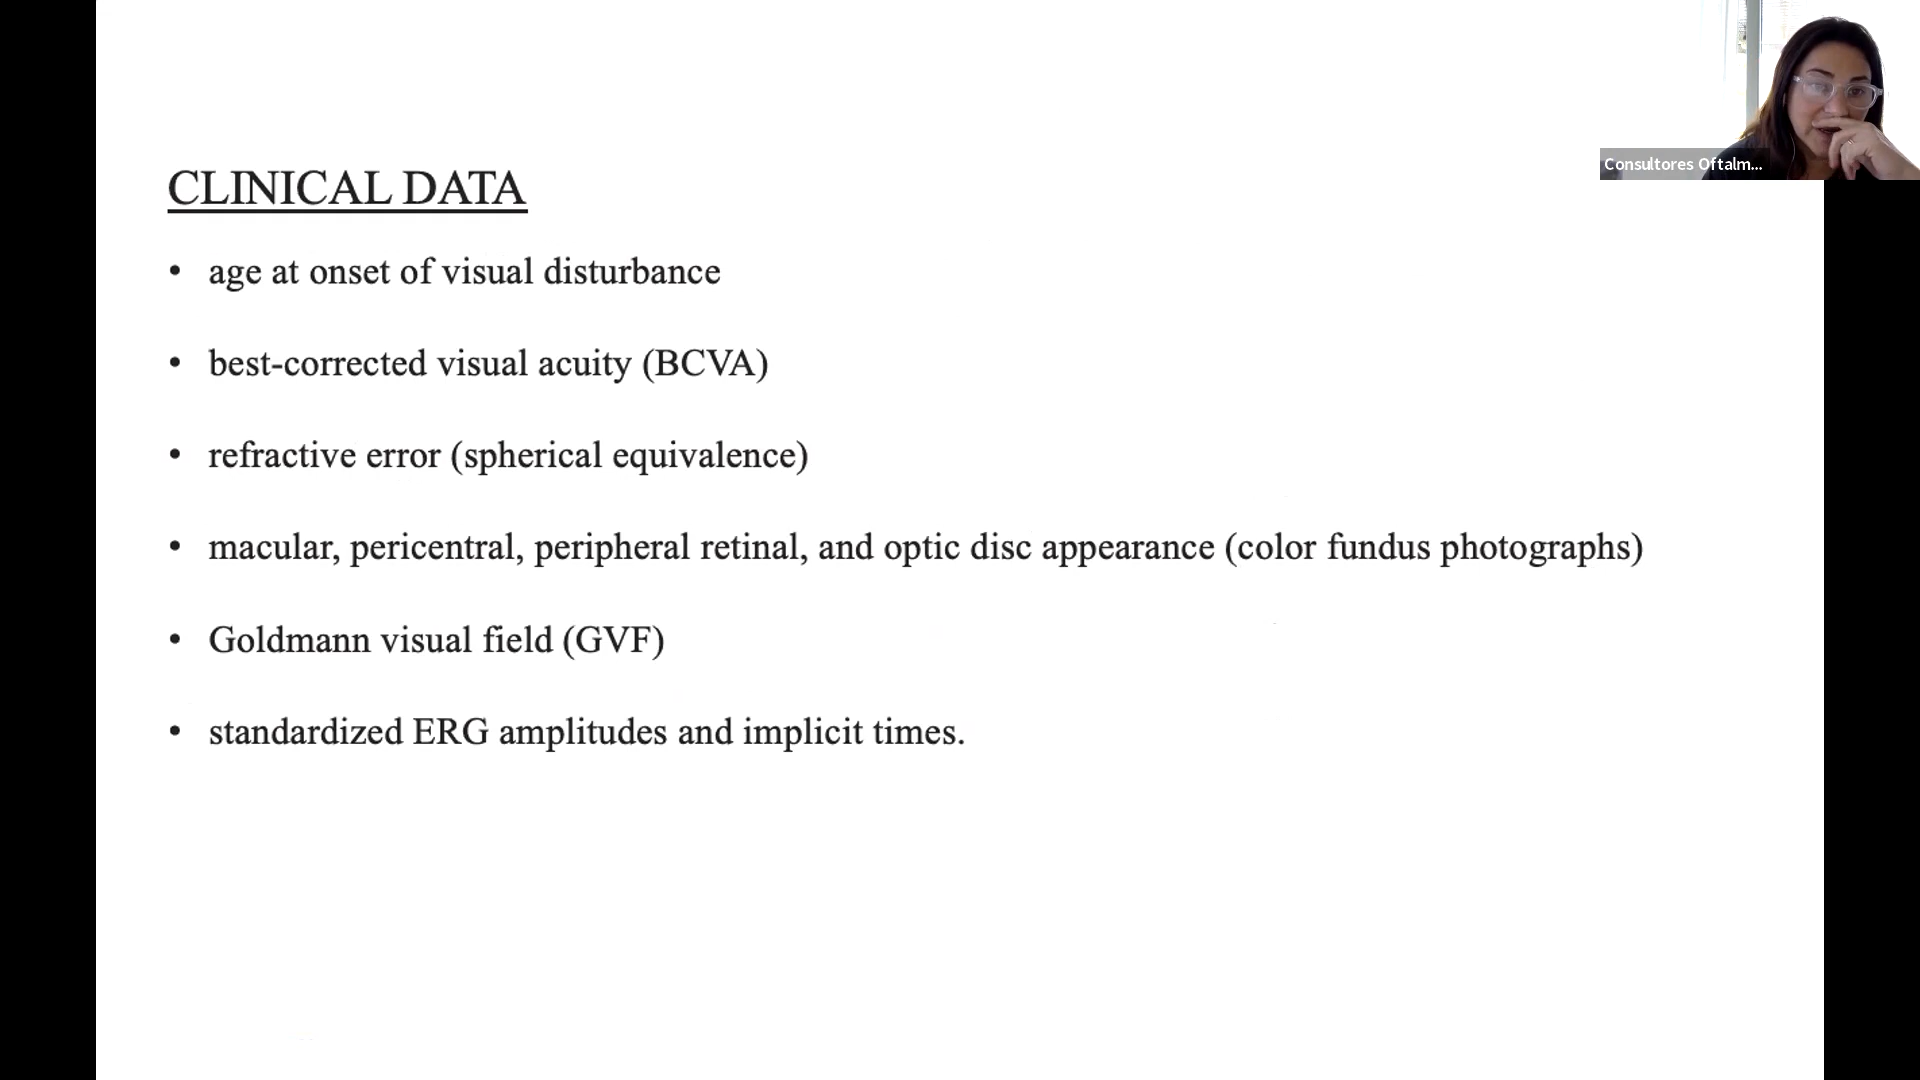 CLINICAL DATA
• age at onset of visual disturbance
• best-corrected visual acuity (BCVA)
• refractive error (spherical equivalence)
• macular, pericentral, peripheral retinal, and optic disc appearance (color fundus photographs)
• Goldmann visual field (GVF)
• standardized ERG amplitudes and implicit times.
Consultores Oftalm...